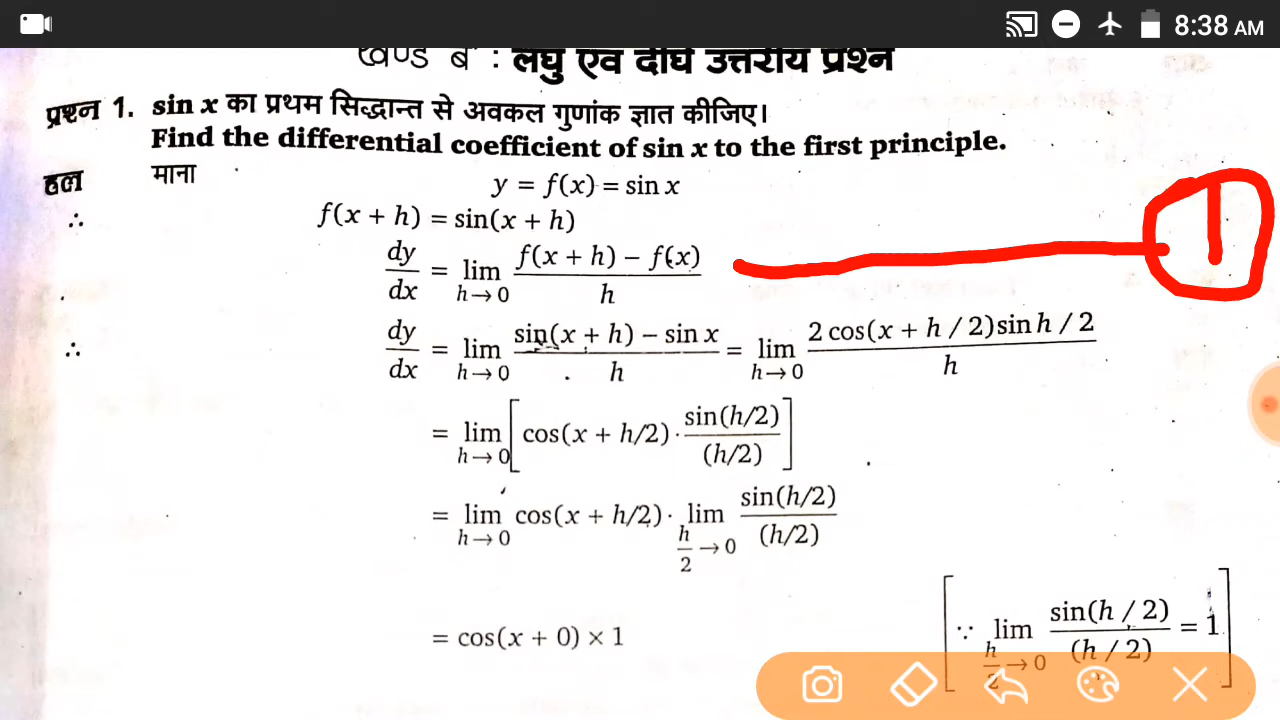 8:38 AM
खण्ड 'ब' : लघु एवं दीर्घ उत्तरीय प्रश्न
प्रश्न 1. sin x का प्रथम सिद्धान्त से अवकल गुणांक ज्ञात कीजिए।
Find the differential coefficient of sin x to the first principle.
हल माना y = f(x) = sin x
∴ f(x + h) = sin(x + h)
dy/dx = lim h→0 (f(x + h) − f(x))/h 1
∴ dy/dx = lim h→0 (sin(x + h) − sin x)/h = lim h→0 (2 cos(x + h / 2) sin h / 2)/h
= lim h→0 [cos(x + h/2) · sin(h/2)/(h/2)]
= lim h→0 cos(x + h/2) · lim h/2→0 sin(h/2)/(h/2)
= cos(x + 0) × 1 [∵ lim h/2→0 sin(h / 2)/(h / 2) = 1]